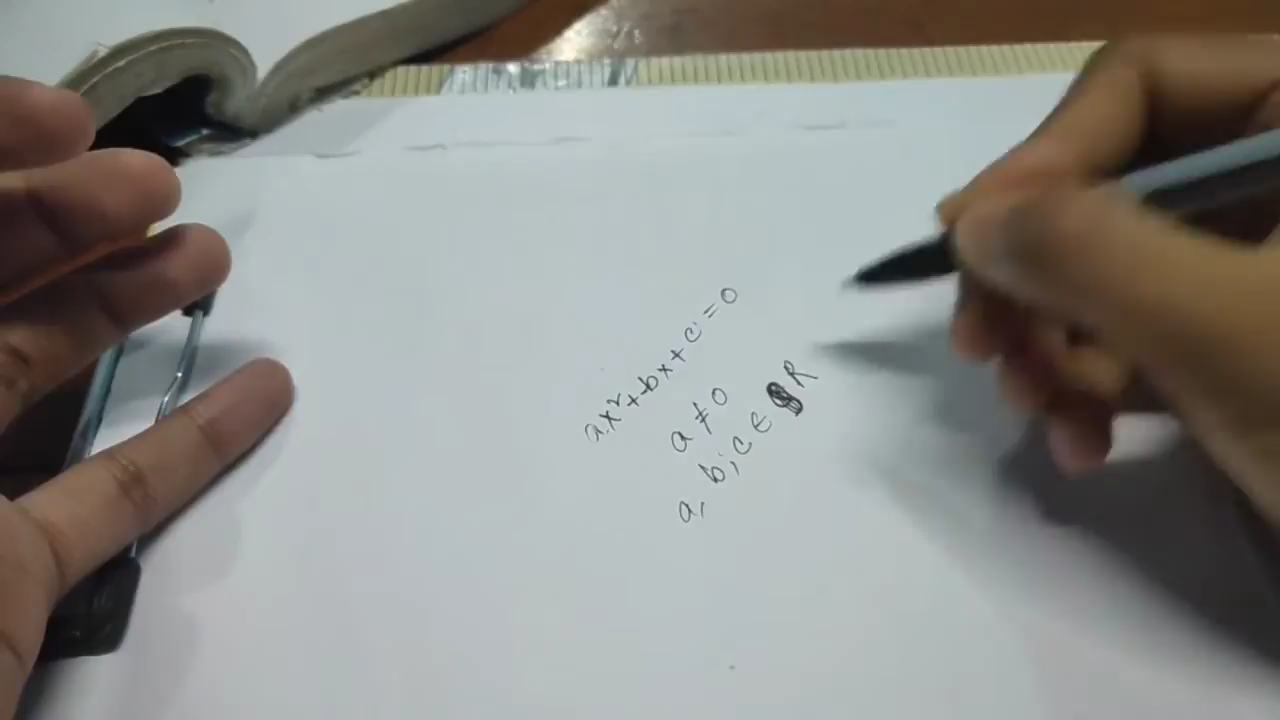 ax²+bx+c=0
a≠0
a, b, c ∈ R